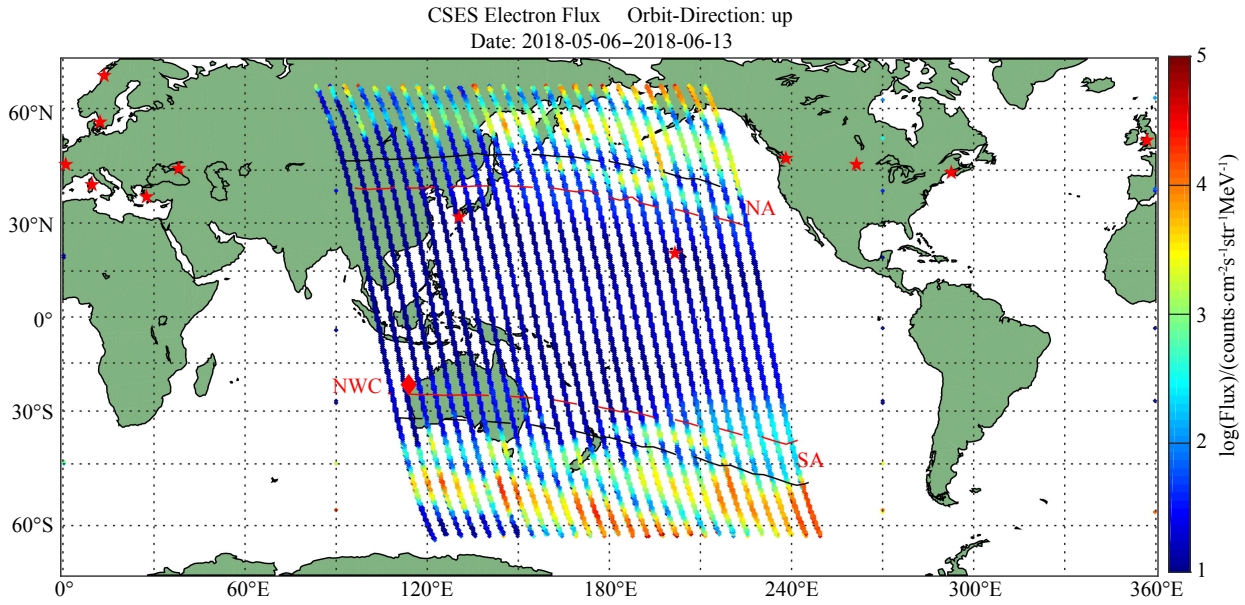 CSES Electron Flux Orbit-Direction: up
Date: 2018-05-06–2018-06-13
60°N
30°N
0°
30°S
60°S
NA
NWC
SA
0° 60°E 120°E 180°E 240°E 300°E 360°E
5
4
3
2
1
log(Flux)/(counts·cm⁻²s⁻¹str⁻¹MeV⁻¹)